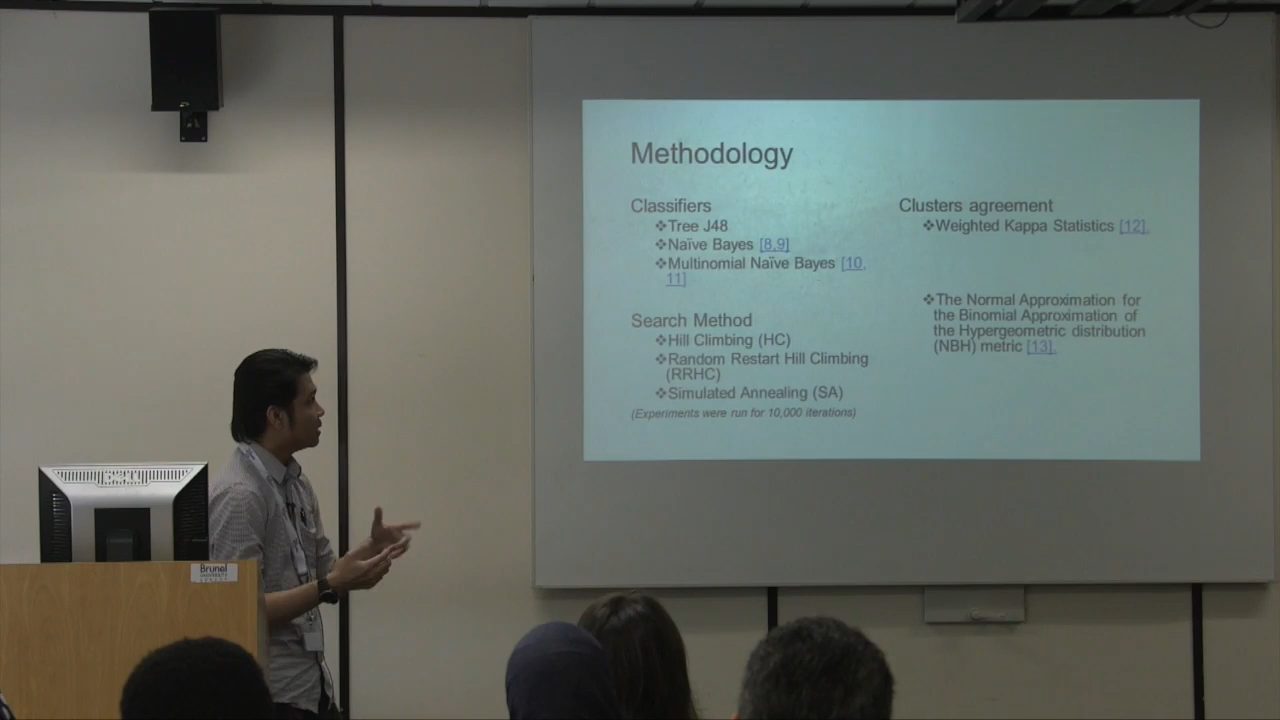 Methodology
Classifiers
❖Tree J48
❖Naïve Bayes [8,9]
❖Multinomial Naïve Bayes [10,
11]
Search Method
❖Hill Climbing (HC)
❖Random Restart Hill Climbing
(RRHC)
❖Simulated Annealing (SA)
(Experiments were run for 10,000 iterations)
Clusters agreement
❖Weighted Kappa Statistics [12].
❖The Normal Approximation for
the Binomial Approximation of
the Hypergeometric distribution
(NBH) metric [13].
Brunel